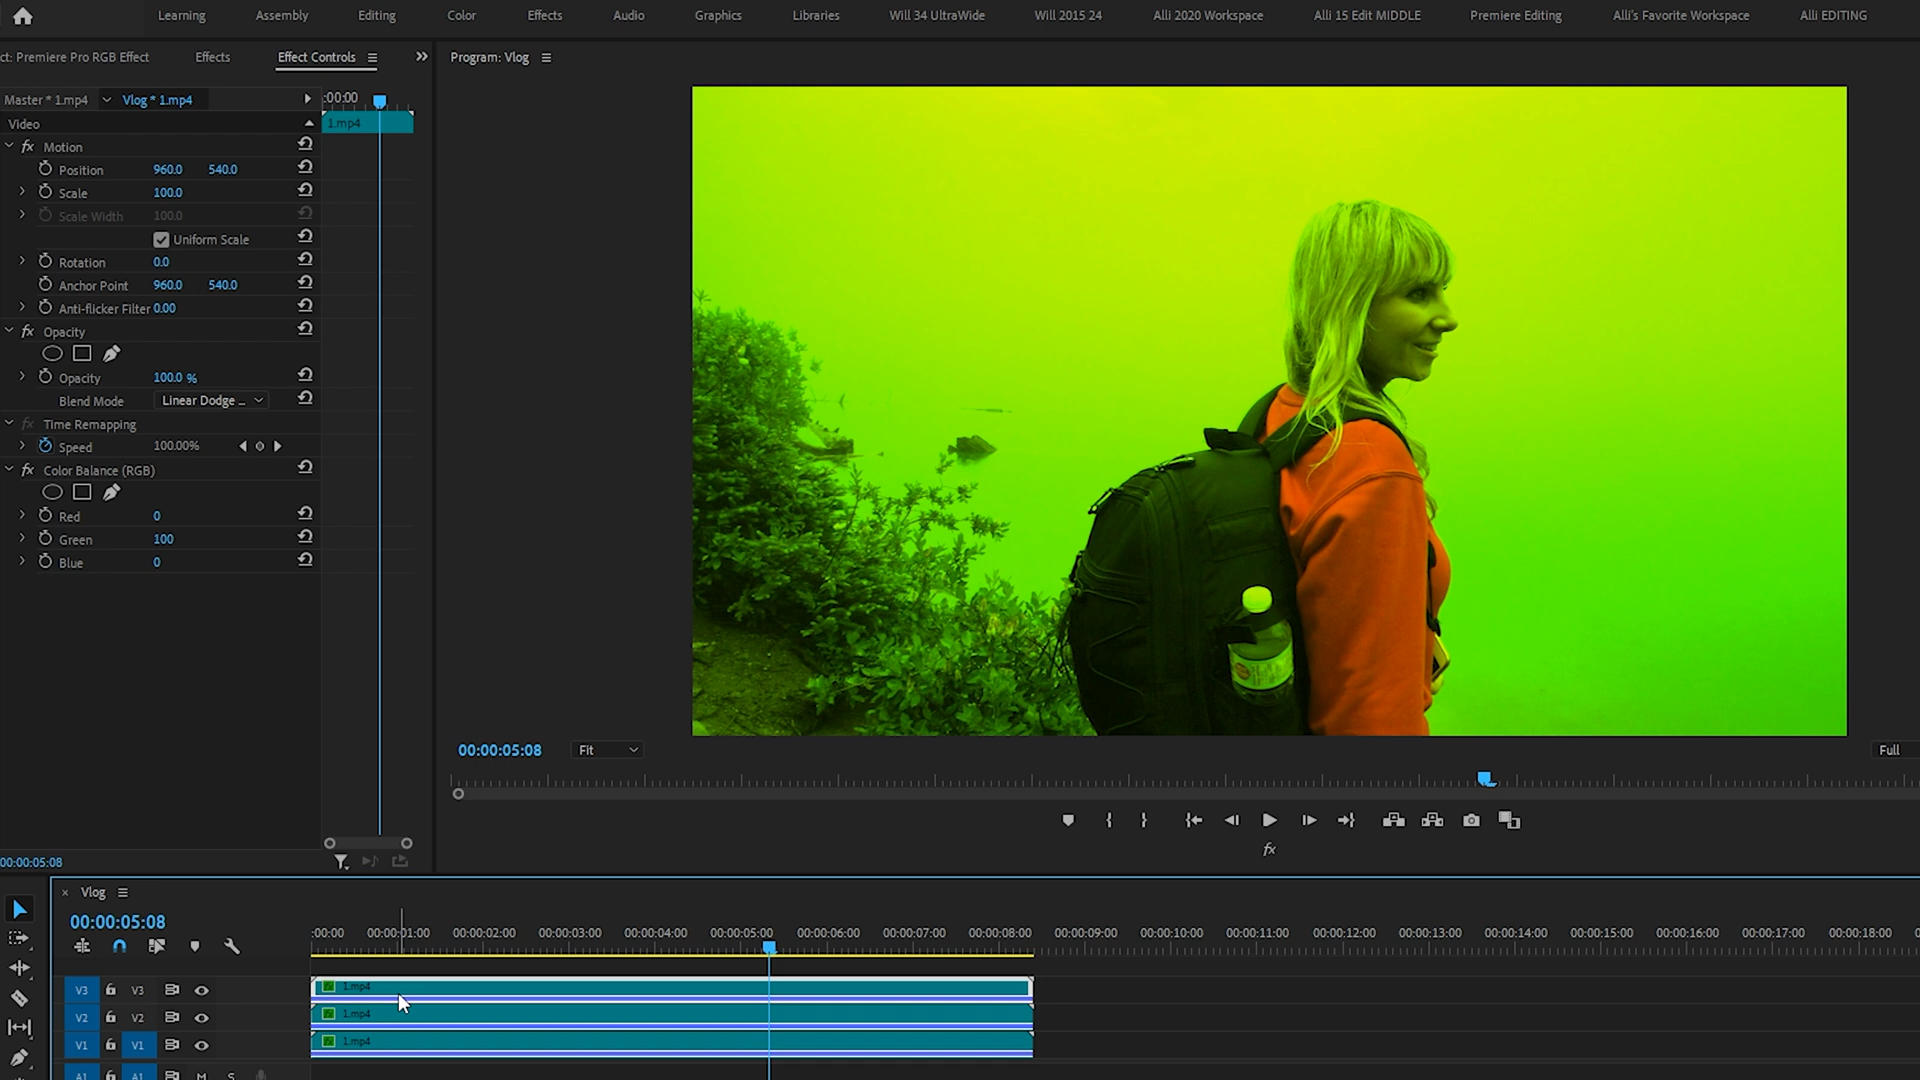 Learning Assembly Editing Color Effects Audio Graphics Libraries Will 34 UltraWide Will 2015 24 Alli 2020 Workspace Alli 15 Edit MIDDLE Premiere Editing Alli's Favorite Workspace Alli EDITING
ct: Premiere Pro RGB Effect Effects Effect Controls Program: Vlog
Master * 1.mp4 Vlog * 1.mp4 :00:00
Video 1.mp4
fx Motion
Position 960.0 540.0
Scale 100.0
Scale Width 100.0
Uniform Scale
Rotation 0.0
Anchor Point 960.0 540.0
Anti-flicker Filter 0.00
fx Opacity
Opacity 100.0 %
Blend Mode Linear Dodge ...
fx Time Remapping
Speed 100.00%
fx Color Balance (RGB)
Red 0
Green 100
Blue 0
00:00:05:08 Fit Full
fx
00:00:05:08
Vlog
00:00:05:08
:00:00 00:00:01:00 00:00:02:00 00:00:03:00 00:00:04:00 00:00:05:00 00:00:06:00 00:00:07:00 00:00:08:00 00:00:09:00 00:00:10:00 00:00:11:00 00:00:12:00 00:00:13:00 00:00:14:00 00:00:15:00 00:00:16:00 00:00:17:00 00:00:18:00
V3 V3 1.mp4
V2 V2 1.mp4
V1 V1 1.mp4
A1 A1 M S